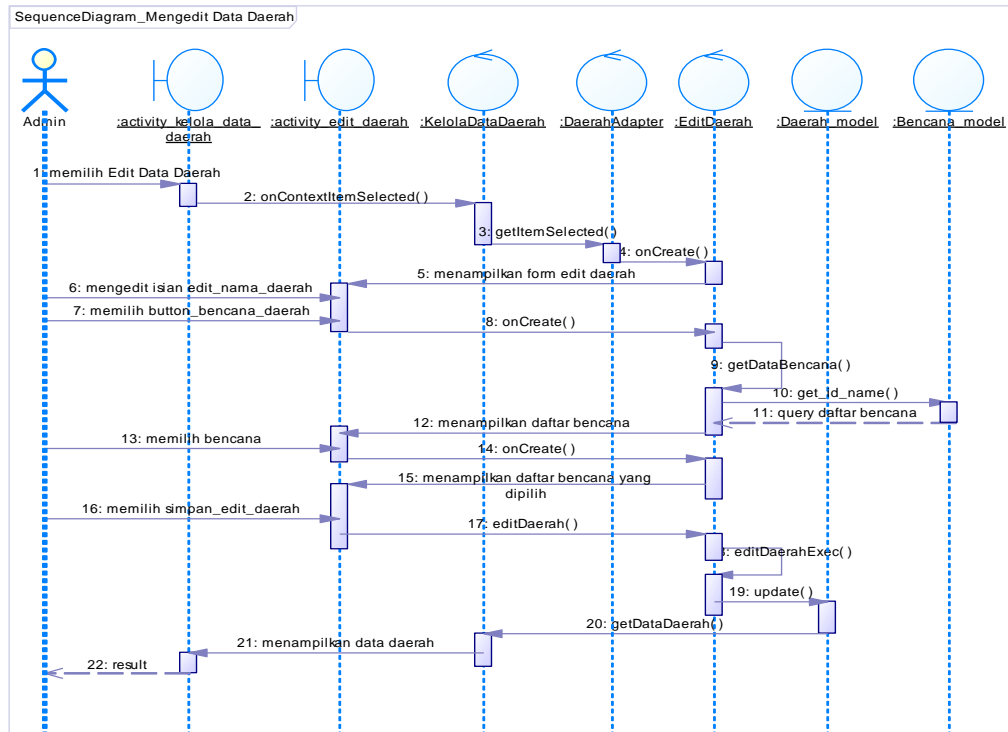 SequenceDiagram_Mengedit Data Daerah
Admin
:activity_kelola_data_
daerah
:activity_edit_daerah
:KelolaDataDaerah
:DaerahAdapter
:EditDaerah
:Daerah_model
:Bencana_model
1: memilih Edit Data Daerah
2: onContextItemSelected()
3: getItemSelected()
4: onCreate()
5: menampilkan form edit daerah
6: mengedit isian edit_nama_daerah
7: memilih button_bencana_daerah
8: onCreate()
9: getDataBencana()
10: get_id_name()
11: query daftar bencana
12: menampilkan daftar bencana
13: memilih bencana
14: onCreate()
15: menampilkan daftar bencana yang
dipilih
16: memilih simpan_edit_daerah
17: editDaerah()
: editDaerahExec()
19: update()
20: getDataDaerah()
21: menampilkan data daerah
22: result